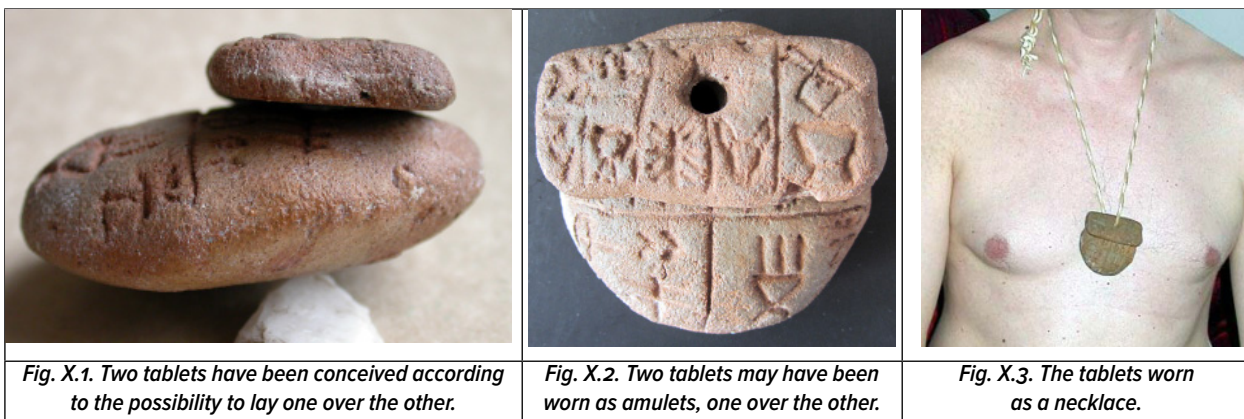 Fig. X.1. Two tablets have been conceived according
to the possibility to lay one over the other.
Fig. X.2. Two tablets may have been
worn as amulets, one over the other.
Fig. X.3. The tablets worn
as a necklace.